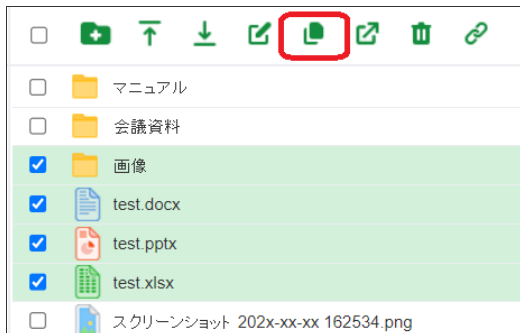 マニュアル
会議資料
画像
test.docx
test.pptx
test.xlsx
スクリーンショット 202x-xx-xx 162534.png